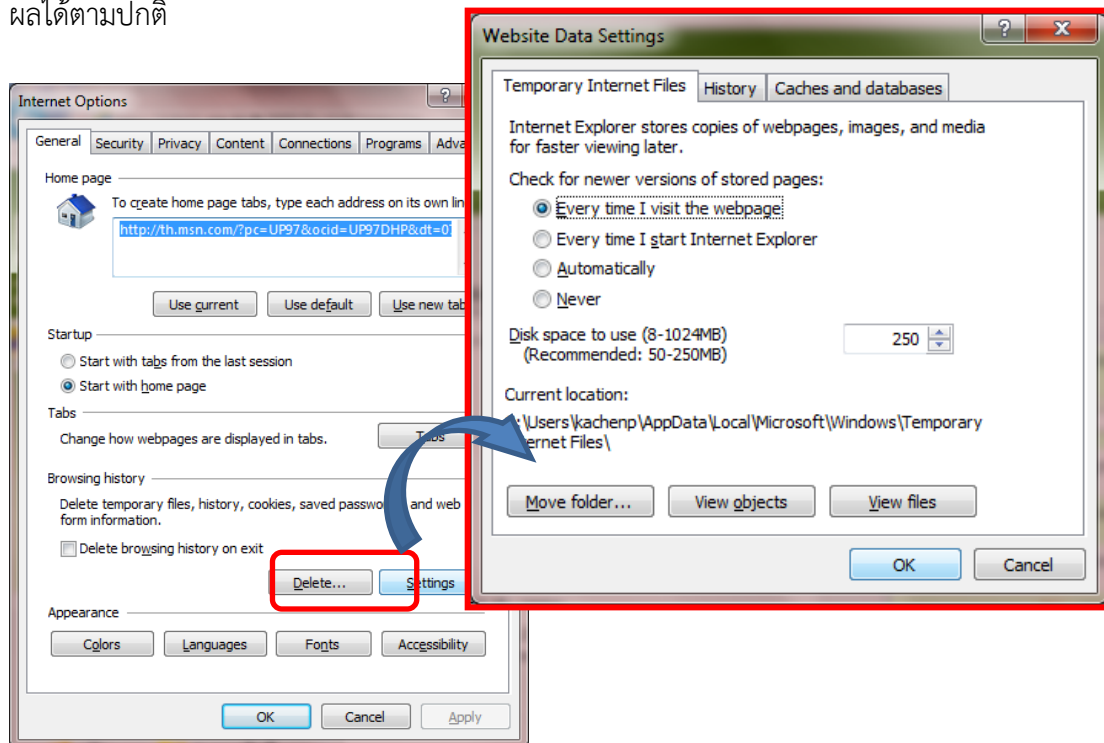 ผลได้ตามปกติ
Internet Options
General Security Privacy Content Connections Programs Adva
Home page
To create home page tabs, type each address on its own lin
http://th.msn.com/?pc=UP97&ocid=UP97DHP&dt=0
Use current Use default Use new tab
Startup
Start with tabs from the last session
Start with home page
Tabs
Change how webpages are displayed in tabs.
Tabs
Browsing history
Delete temporary files, history, cookies, saved passwo and web
form information.
Delete browsing history on exit
Delete... Settings
Appearance
Colors Languages Fonts Accessibility
OK Cancel Apply
Website Data Settings
Temporary Internet Files History Caches and databases
Internet Explorer stores copies of webpages, images, and media
for faster viewing later.
Check for newer versions of stored pages:
Every time I visit the webpage
Every time I start Internet Explorer
Automatically
Never
Disk space to use (8-1024MB)
(Recommended: 50-250MB)
250
Current location:
:\Users\kachenp\AppData\Local\Microsoft\Windows\Temporary
ernet Files\
Move folder... View objects View files
OK Cancel